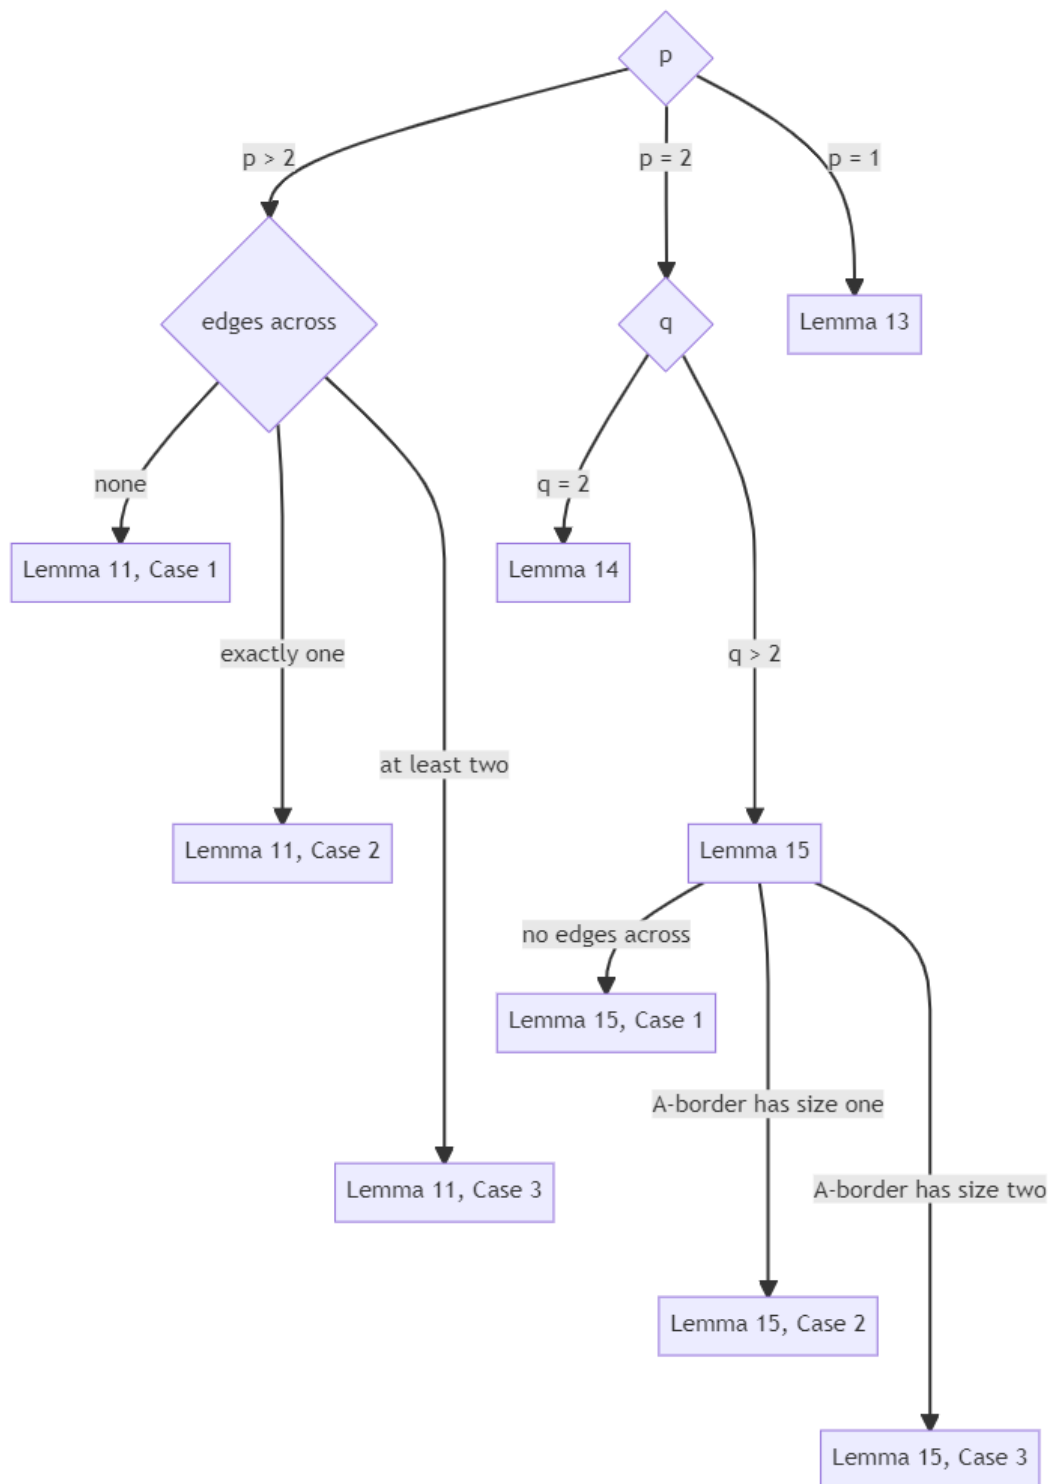 p
p > 2
p = 2
p = 1
edges across
q
Lemma 13
none
q = 2
Lemma 11, Case 1
Lemma 14
exactly one
q > 2
at least two
Lemma 11, Case 2
Lemma 15
no edges across
Lemma 15, Case 1
A-border has size one
Lemma 11, Case 3
A-border has size two
Lemma 15, Case 2
Lemma 15, Case 3